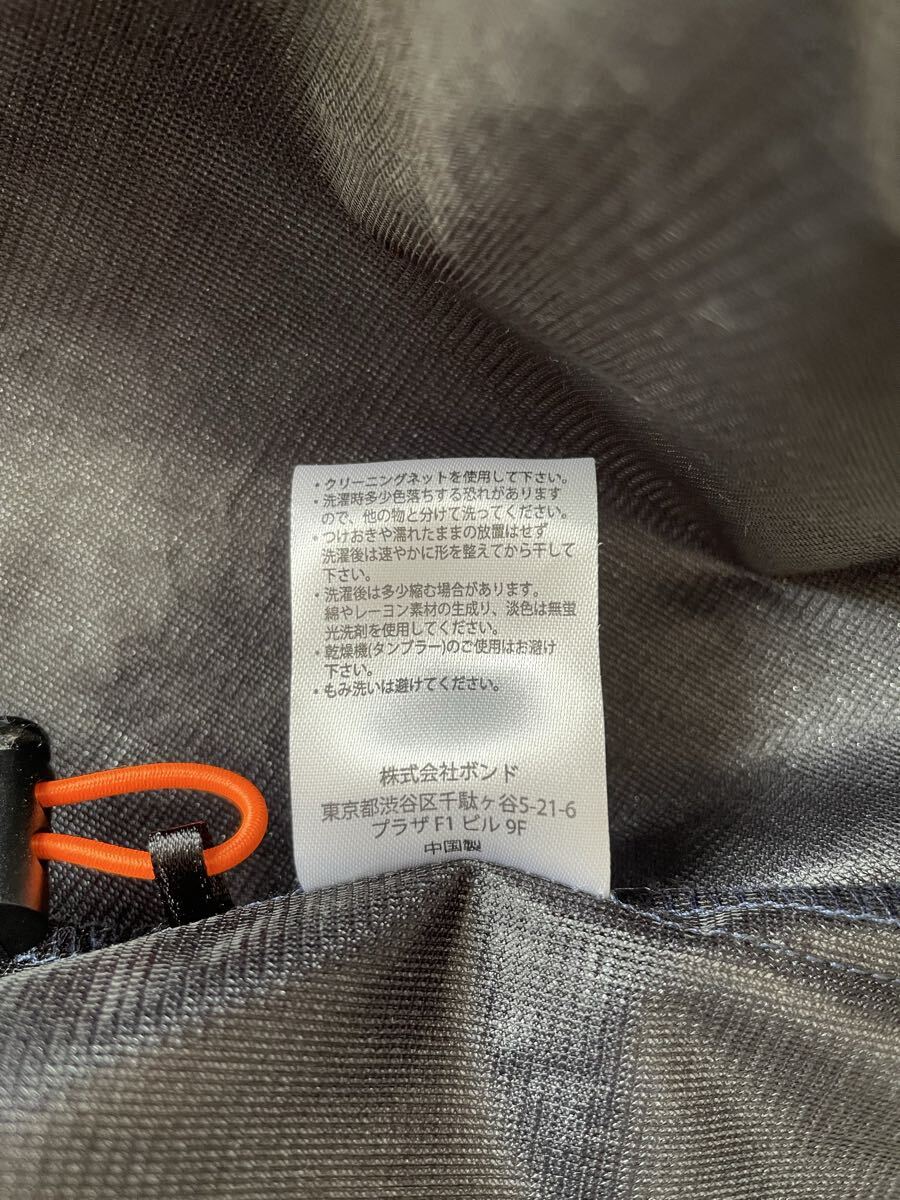 ・クリーニングネットを使用して下さい。
・洗濯時多少色落ちする恐れがあります
ので、他の物と分けて洗ってください。
・つけおきや濡れたままの放置はせず
洗濯後は速やかに形を整えてから干して
下さい。
・洗濯後は多少縮む場合があります。
綿やレーヨン素材の生成り、淡色は無蛍
光洗剤を使用してください。
・乾燥機(タンブラー)のご使用はお避け
下さい。
・もみ洗いは避けてください。
株式会社ボンド
東京都渋谷区千駄ヶ谷5-21-6
プラザ F1 ビル 9F
中国製